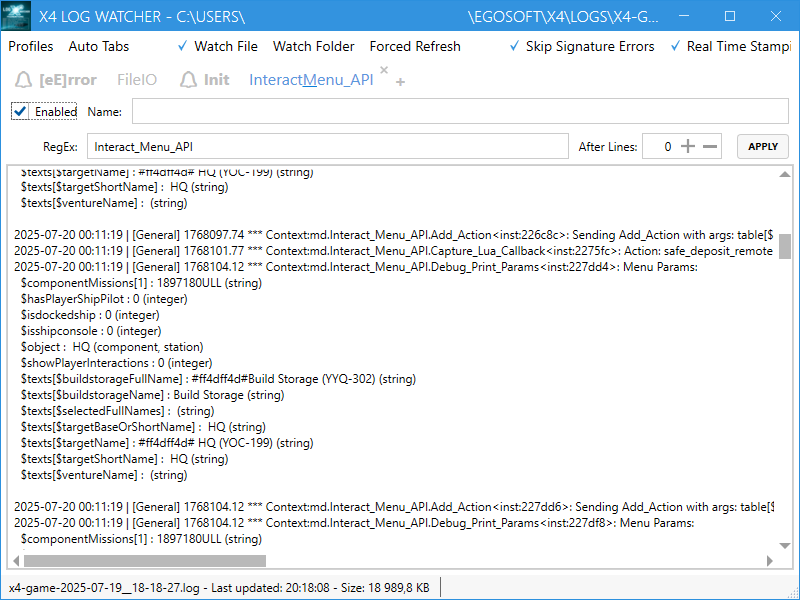 X4 LOG WATCHER - C:\USERS\ \EGOSOFT\X4\LOGS\X4-G...
Profiles Auto Tabs ✓ Watch File Watch Folder Forced Refresh ✓ Skip Signature Errors ✓ Real Time Stampi
[eE]rror FileIO Init InteractMenu_API × +
Enabled Name:
RegEx: Interact_Menu_API After Lines: 0 + − APPLY
$texts[$targetName] : #ff4dff4d# HQ (YOC-199) (string)
$texts[$targetShortName] : HQ (string)
$texts[$ventureName] : (string)
2025-07-20 00:11:19 | [General] 1768097.74 *** Context:md.Interact_Menu_API.Add_Action<inst:226c8c>: Sending Add_Action with args: table[$
2025-07-20 00:11:19 | [General] 1768101.77 *** Context:md.Interact_Menu_API.Capture_Lua_Callback<inst:2275fc>: Action: safe_deposit_remote
2025-07-20 00:11:19 | [General] 1768104.12 *** Context:md.Interact_Menu_API.Debug_Print_Params<inst:227dd4>: Menu Params:
$componentMissions[1] : 1897180ULL (string)
$hasPlayerShipPilot : 0 (integer)
$isdockedship : 0 (integer)
$isshipconsole : 0 (integer)
$object : HQ (component, station)
$showPlayerInteractions : 0 (integer)
$texts[$buildstorageFullName] : #ff4dff4d#Build Storage (YYQ-302) (string)
$texts[$buildstorageName] : Build Storage (string)
$texts[$selectedFullNames] : (string)
$texts[$targetBaseOrShortName] : HQ (string)
$texts[$targetName] : #ff4dff4d# HQ (YOC-199) (string)
$texts[$targetShortName] : HQ (string)
$texts[$ventureName] : (string)
2025-07-20 00:11:19 | [General] 1768104.12 *** Context:md.Interact_Menu_API.Add_Action<inst:227dd6>: Sending Add_Action with args: table[$
2025-07-20 00:11:19 | [General] 1768104.12 *** Context:md.Interact_Menu_API.Debug_Print_Params<inst:227df8>: Menu Params:
$componentMissions[1] : 1897180ULL (string)
x4-game-2025-07-19__18-18-27.log - Last updated: 20:18:08 - Size: 18 989,8 KB